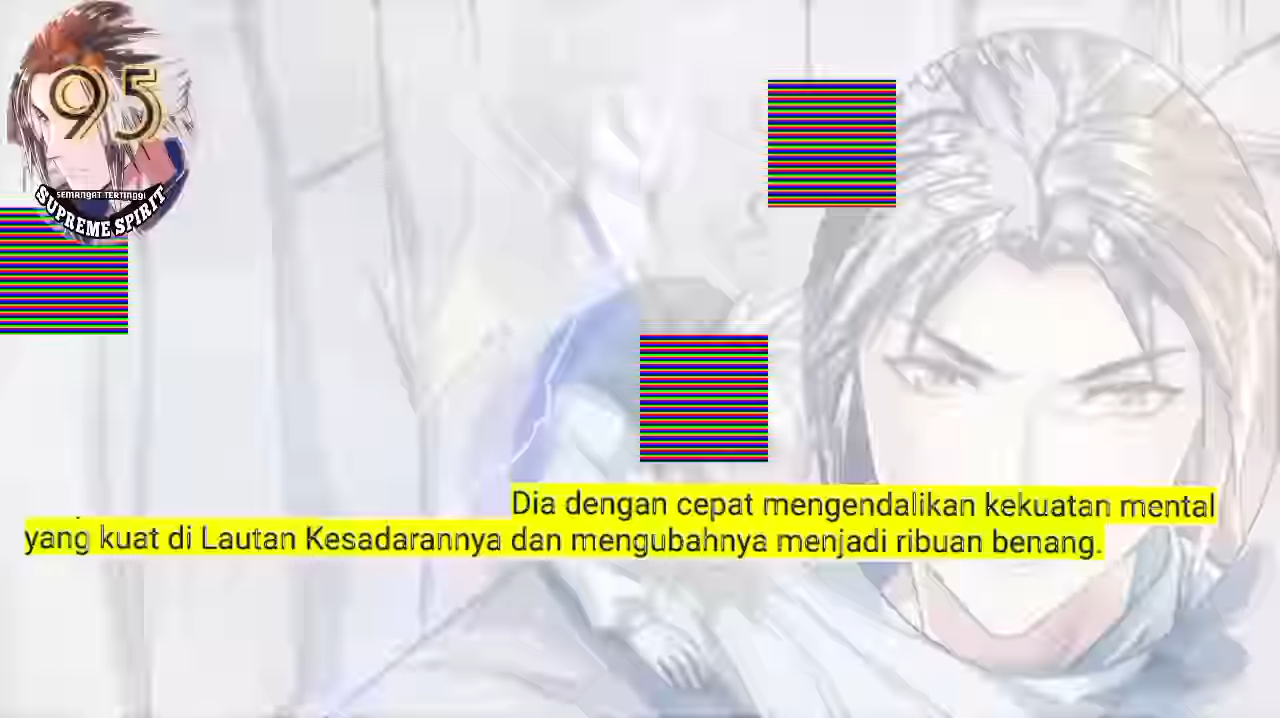 95
SEMANGAT TERTINGGI
SUPREME SPIRIT
Dia dengan cepat mengendalikan kekuatan mental
yang kuat di Lautan Kesadarannya dan mengubahnya menjadi ribuan benang.